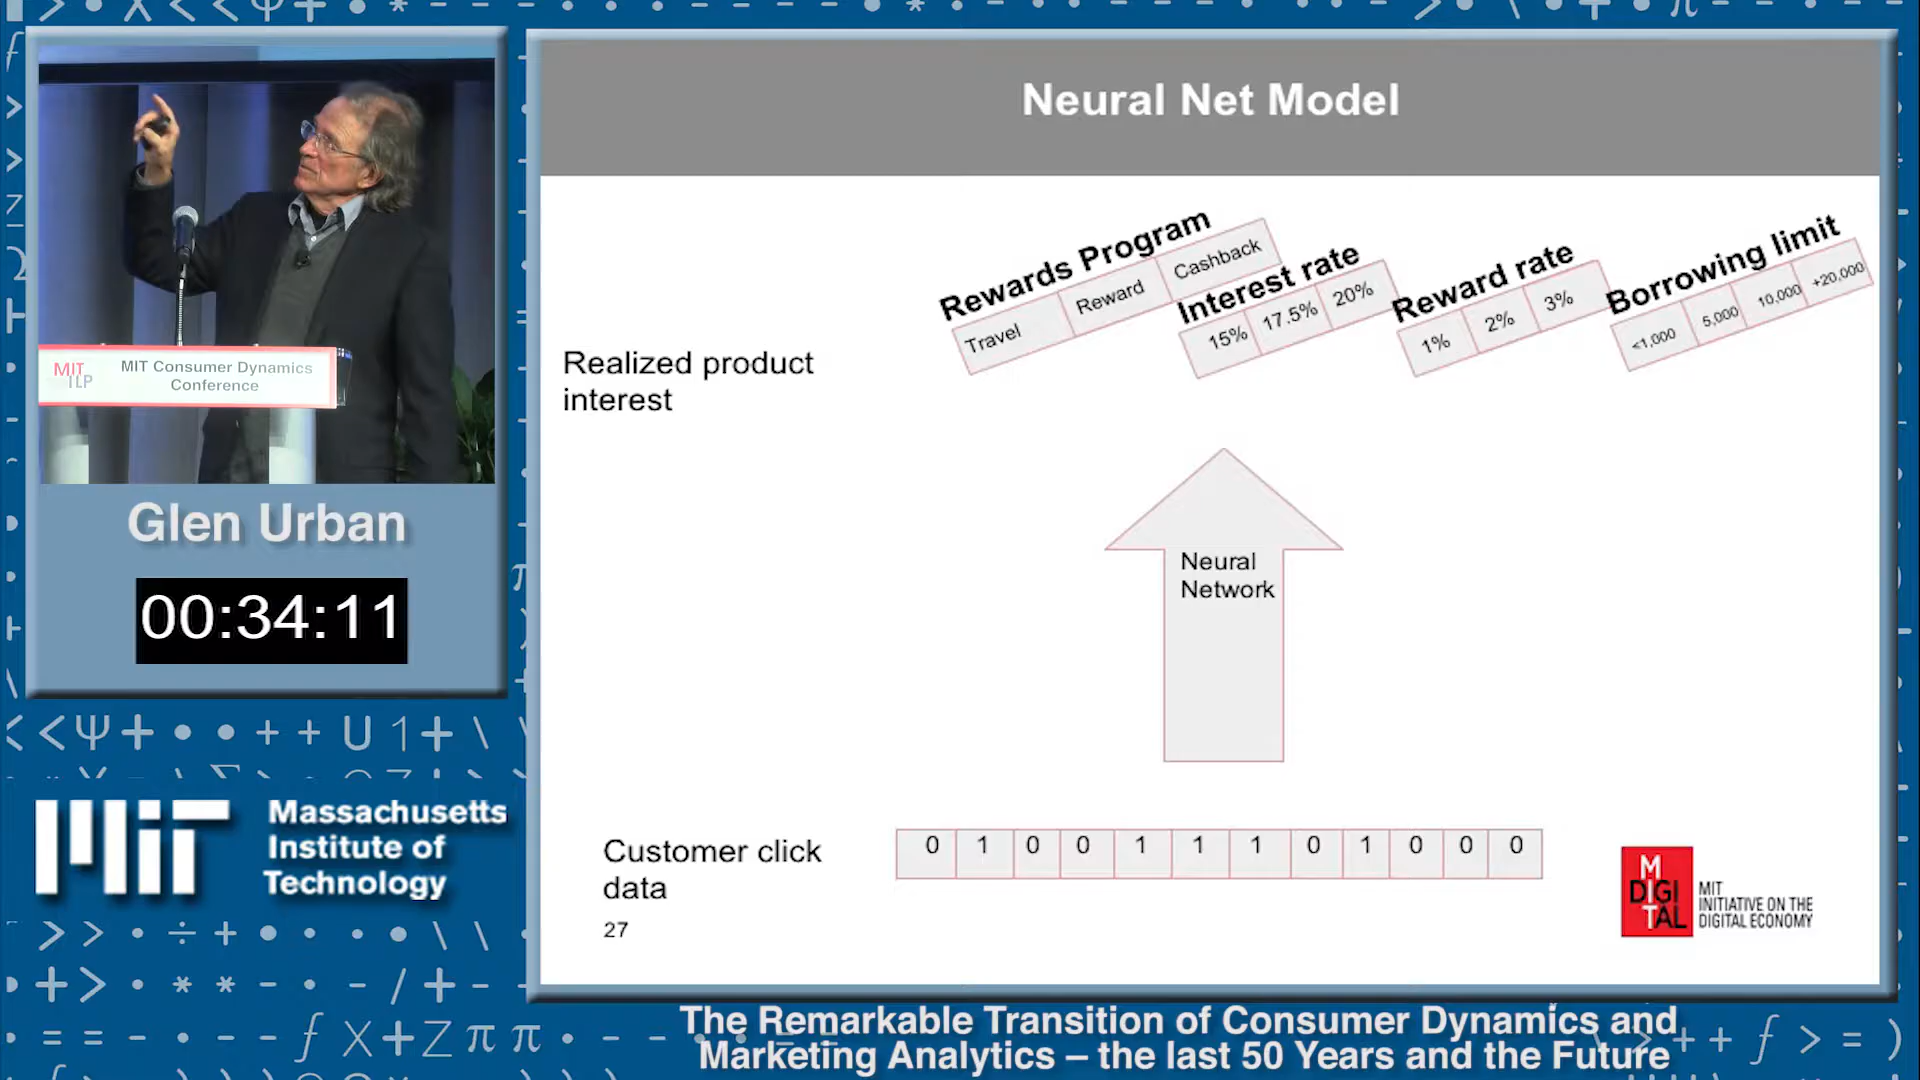 MIT
ILP
MIT Consumer Dynamics
Conference
Glen Urban
00:34:11
Massachusetts
Institute of
Technology
Neural Net Model
Rewards Program
Travel Reward Cashback
Interest rate
15% 17.5% 20%
Reward rate
1% 2% 3%
Borrowing limit
<1,000 5,000 10,000 +20,000
Realized product
interest
Neural
Network
Customer click
data
0 1 0 0 1 1 1 0 1 0 0 0
27
M
DIGI
TAL
MIT
INITIATIVE ON THE
DIGITAL ECONOMY
The Remarkable Transition of Consumer Dynamics and
Marketing Analytics – the last 50 Years and the Future